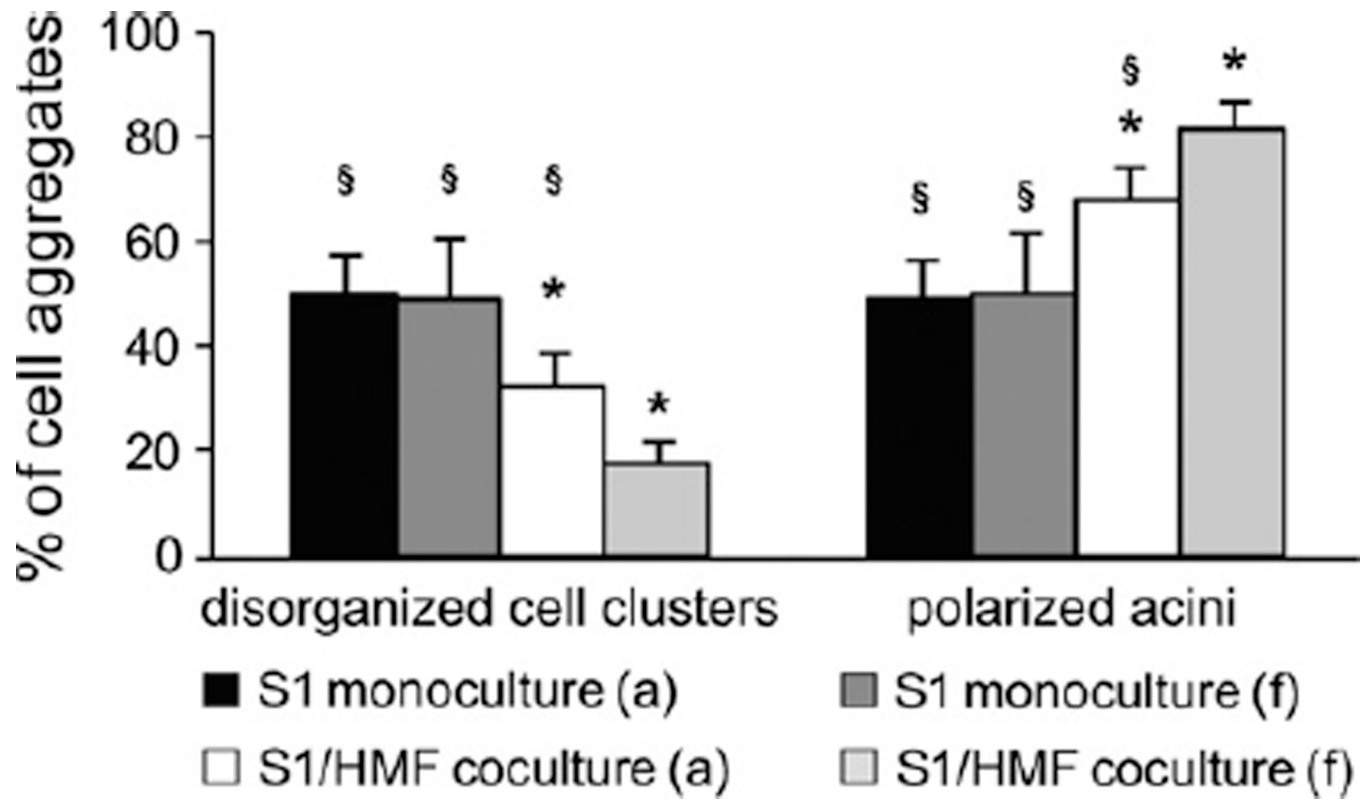 % of cell aggregates
100
80
60
40
20
0
§ § § * *
§ § § * *
disorganized cell clusters polarized acini
S1 monoculture (a) S1 monoculture (f)
S1/HMF coculture (a) S1/HMF coculture (f)